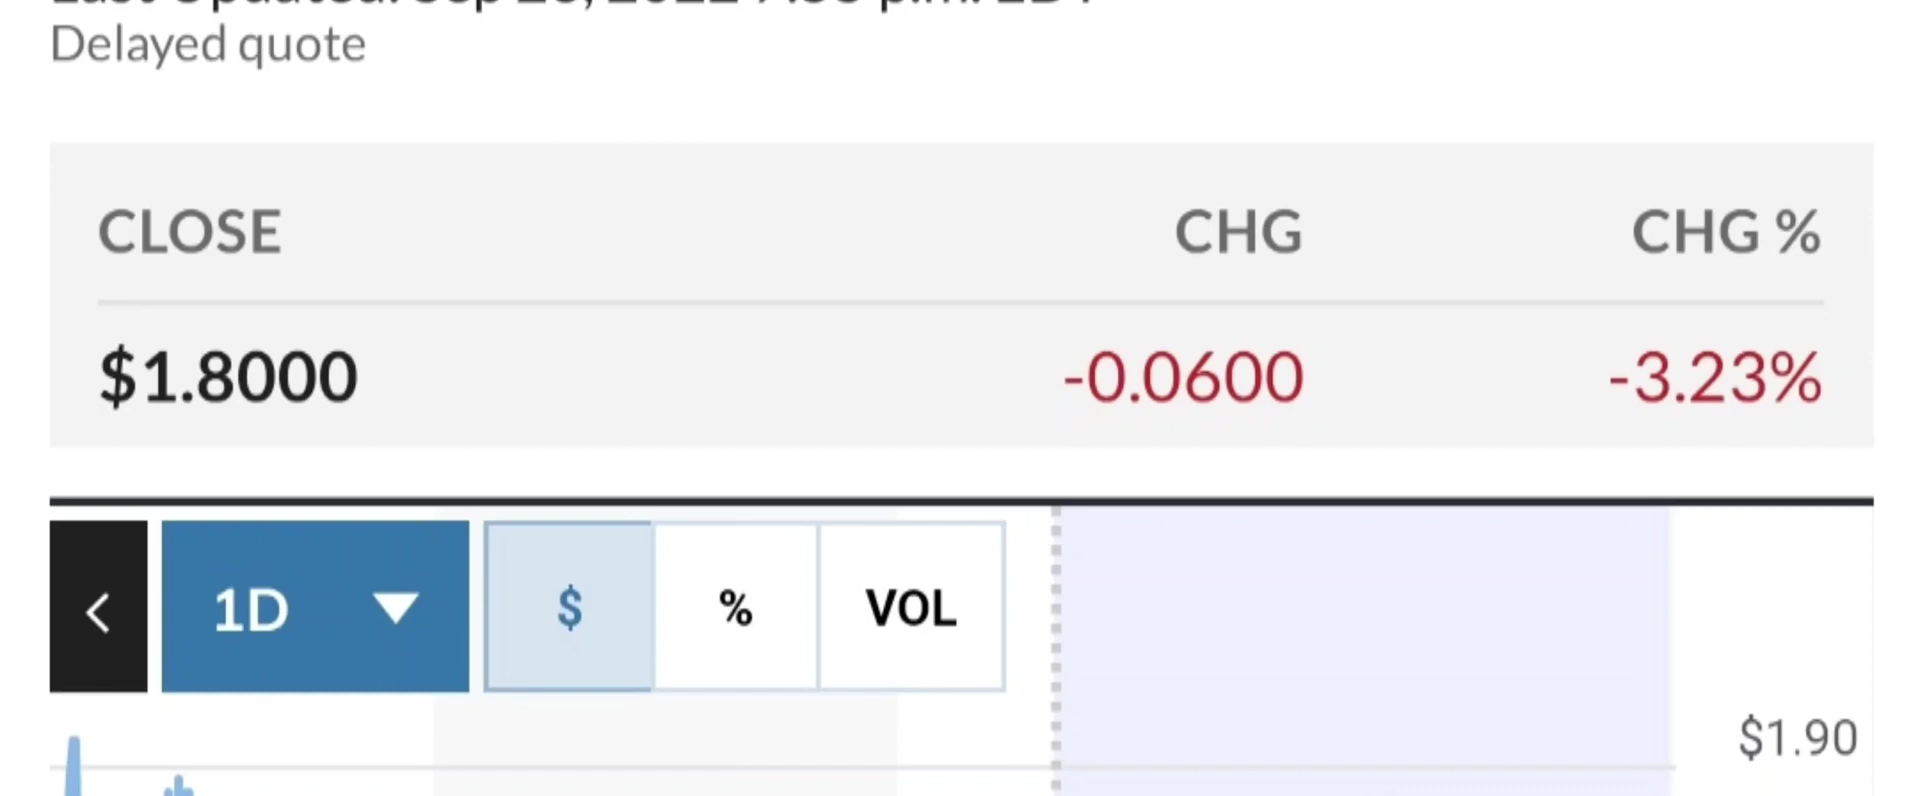 Delayed quote
CLOSE CHG CHG %
$1.8000 -0.0600 -3.23%
1D $ % VOL
$1.90